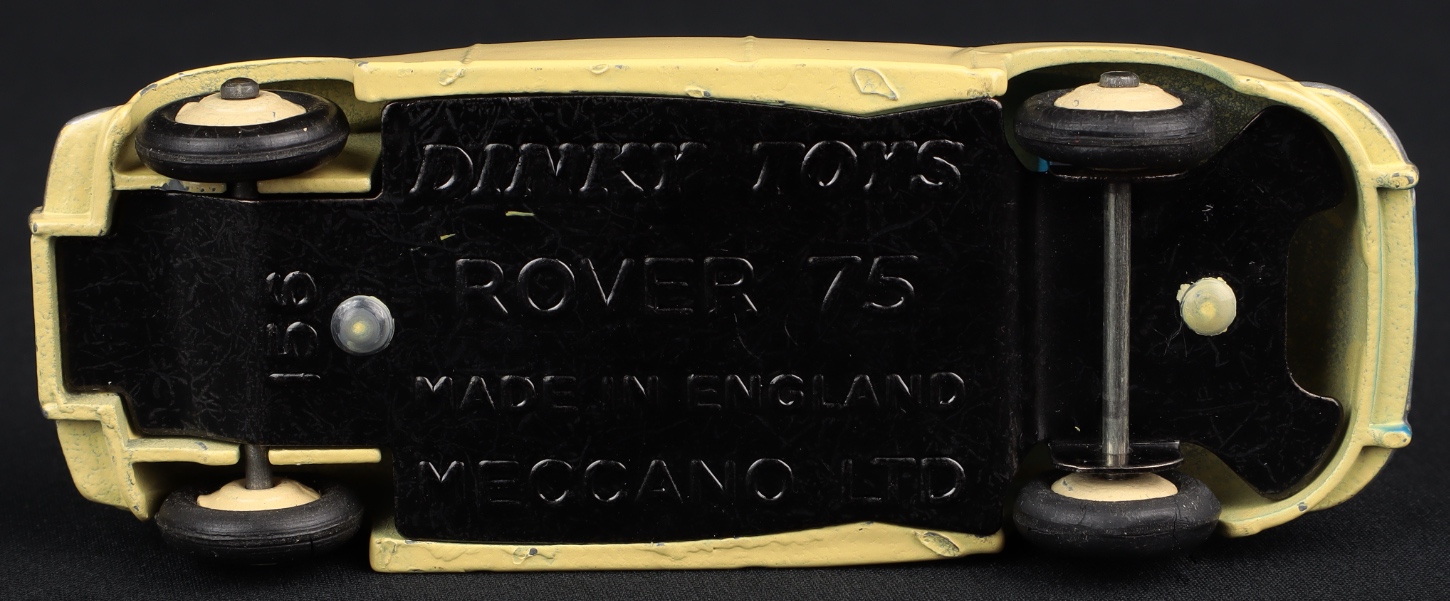 DINKY TOYS
ROVER 75
156
MADE IN ENGLAND
MECCANO LTD